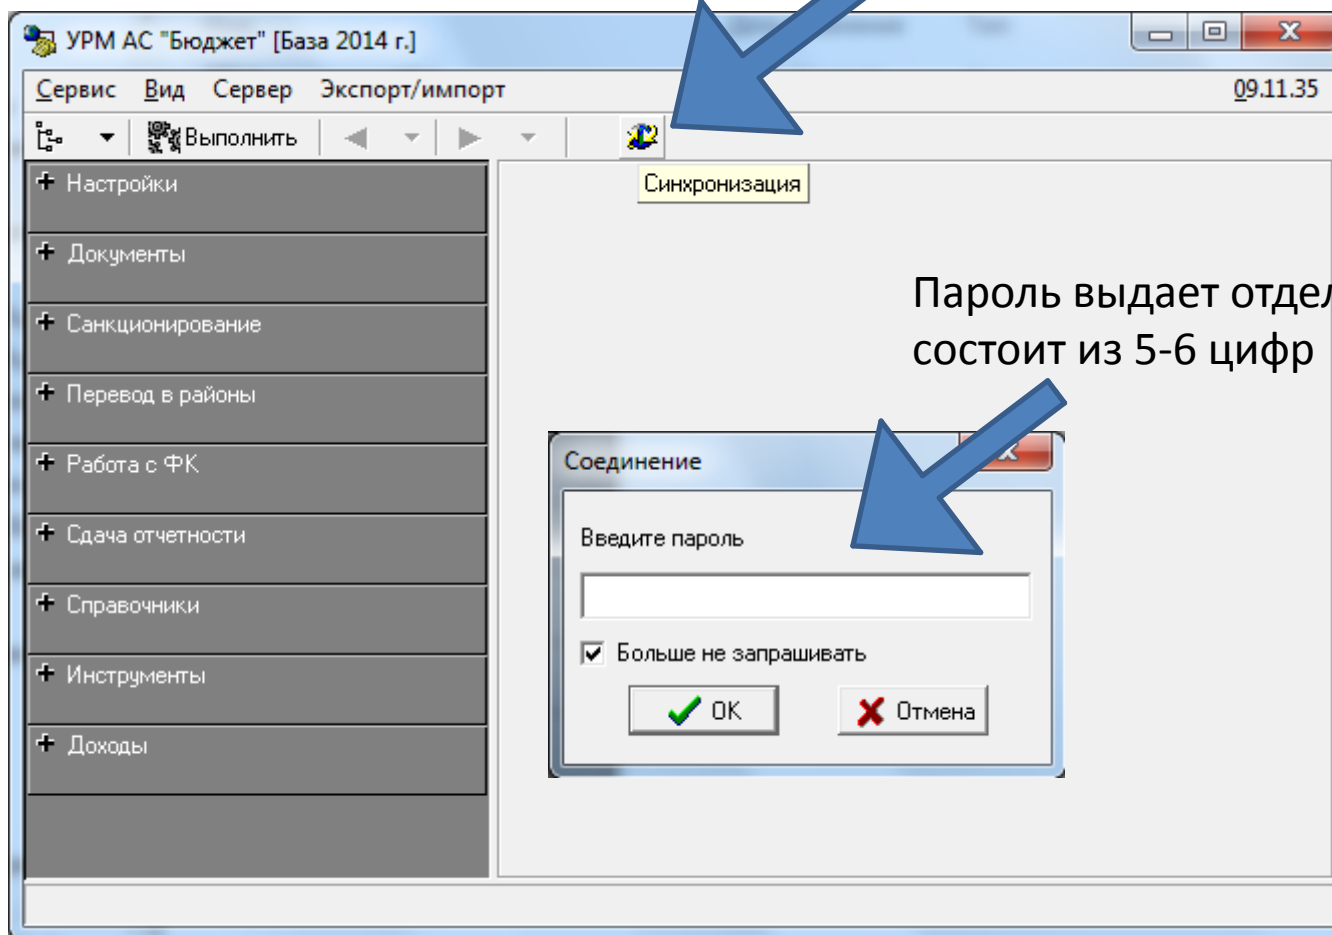 УРМ АС "Бюджет" [База 2014 г.]
Сервис Вид Сервер Экспорт/импорт 09.11.35
Выполнить
Синхронизация
+ Настройки
+ Документы
+ Санкционирование
+ Перевод в районы
+ Работа с ФК
+ Сдача отчетности
+ Справочники
+ Инструменты
+ Доходы
Пароль выдает отдел
состоит из 5-6 цифр
Соединение
Введите пароль
Больше не запрашивать
OK Отмена